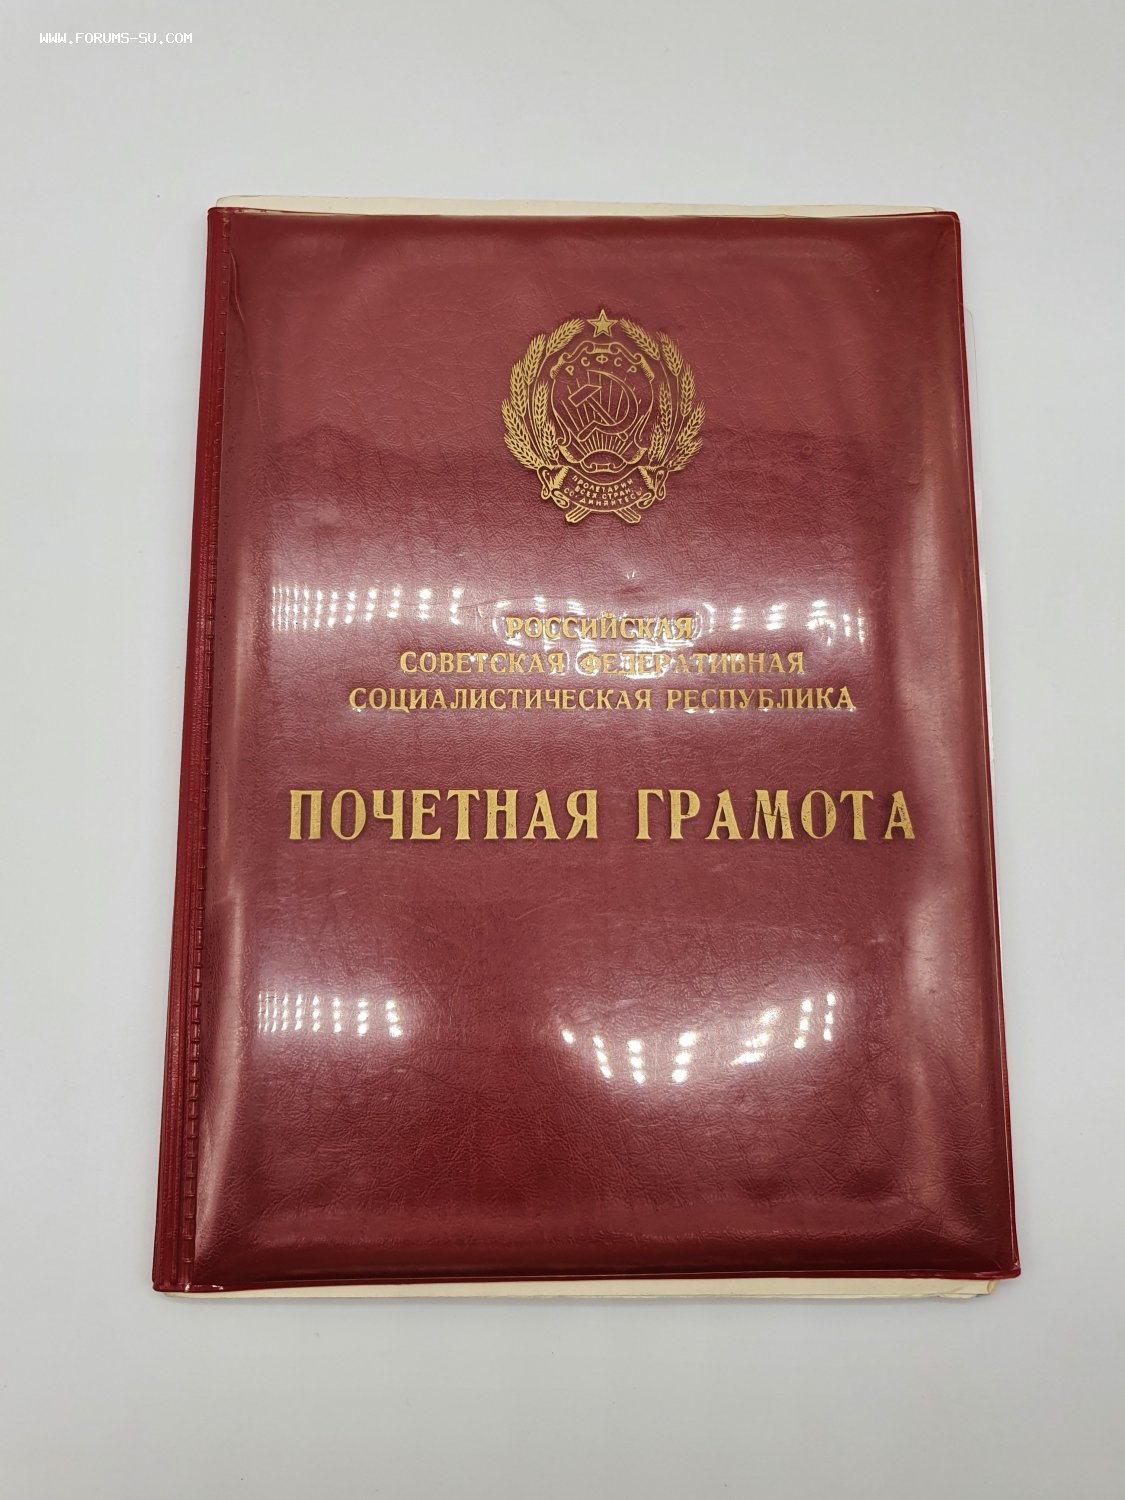 WWW.FORUMS-SU.COM
РСФСР
ПРОЛЕТАРИИ
ВСЕХ СТРАН,
СОЕДИНЯЙТЕСЬ!
РОССИЙСКАЯ
СОВЕТСКАЯ ФЕДЕРАТИВНАЯ
СОЦИАЛИСТИЧЕСКАЯ РЕСПУБЛИКА
ПОЧЕТНАЯ ГРАМОТА